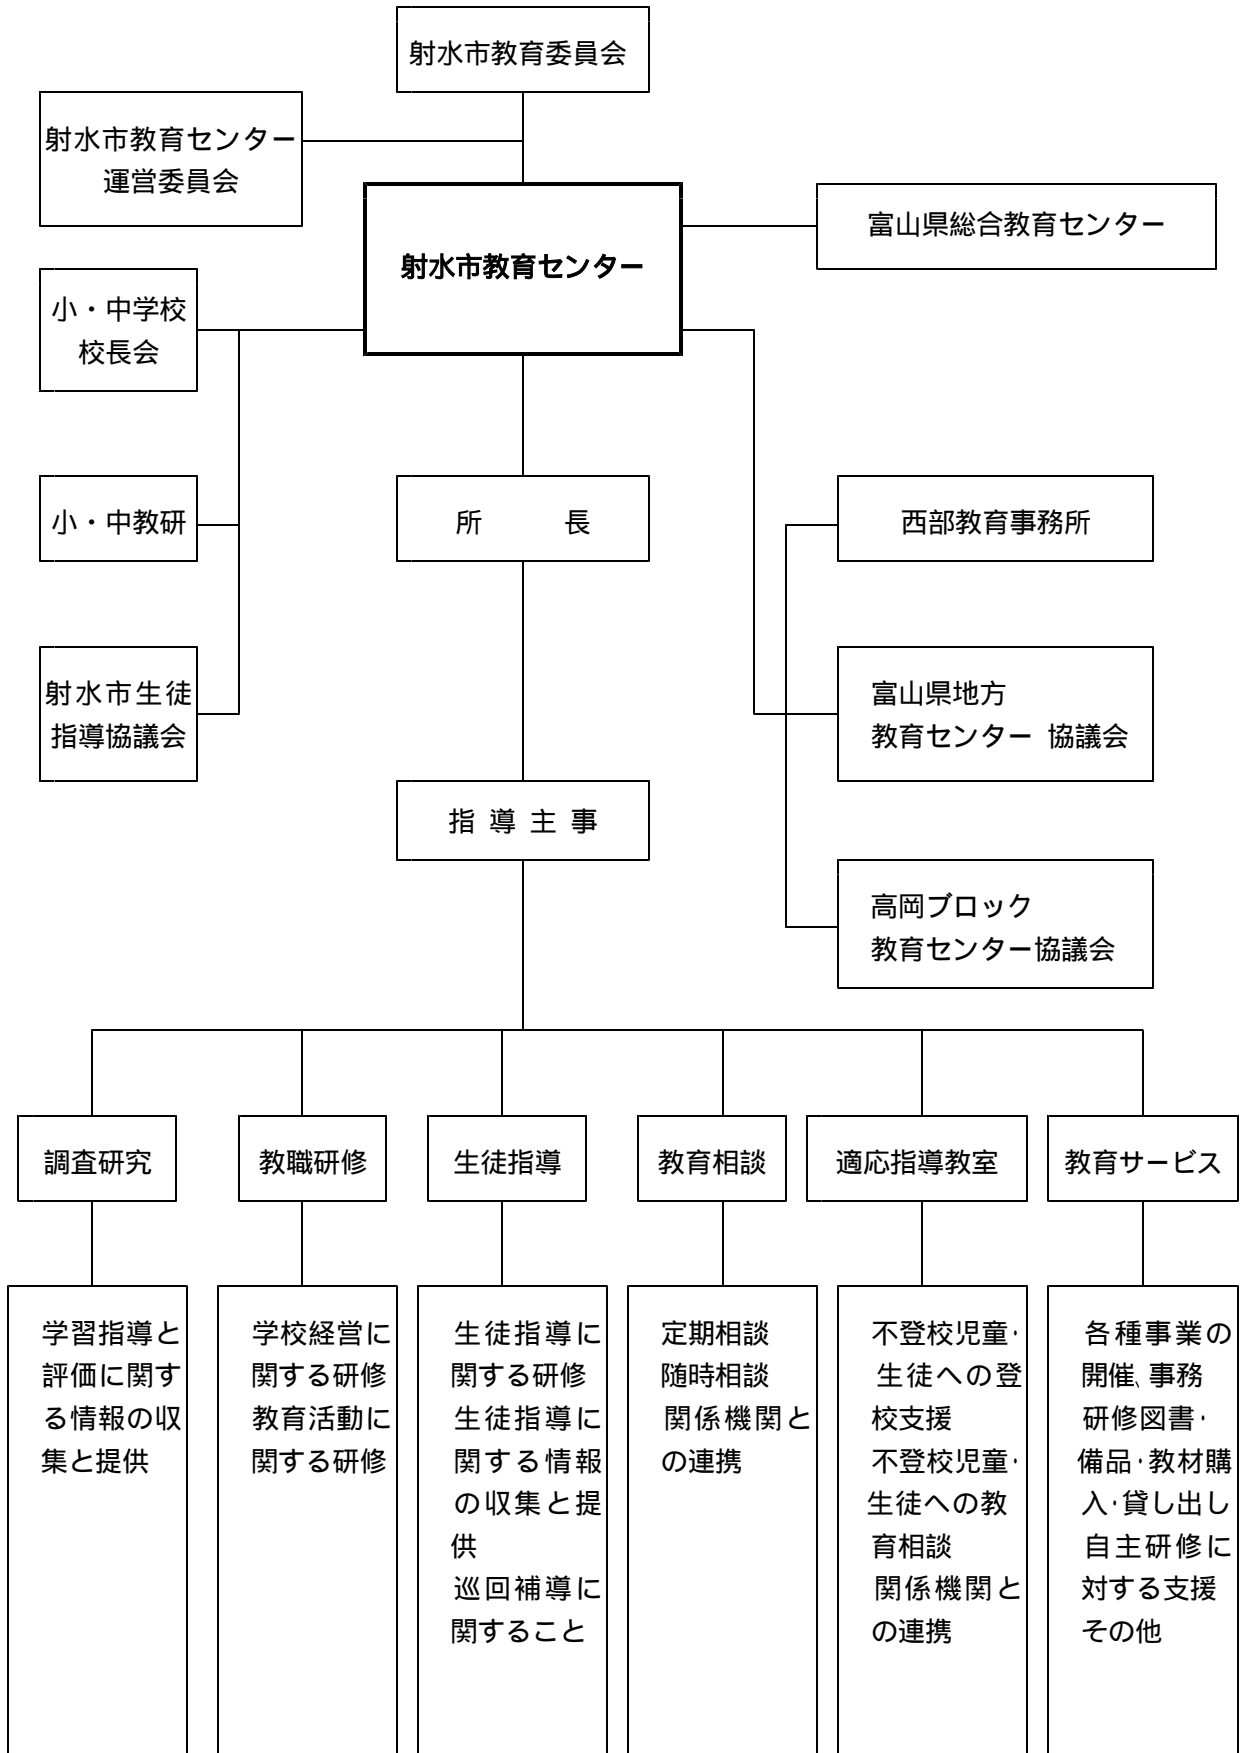 射水市教育委員会
射水市教育センター
運営委員会
射水市教育センター
富山県総合教育センター
小・中学校
校長会
小・中教研
所　　　長
西部教育事務所
射水市生徒
指導協議会
富山県地方
教育センター 協議会
指 導 主 事
高岡ブロック
教育センター協議会
調査研究
教職研修
生徒指導
教育相談
適応指導教室
教育サービス
学習指導と
評価に関す
る情報の収
集と提供
学校経営に
関する研修
教育活動に
関する研修
生徒指導に
関する研修
生徒指導に
関する情報
の収集と提
供
巡回補導に
関すること
定期相談
随時相談
関係機関と
の連携
不登校児童・
生徒への登
校支援
不登校児童・
生徒への教
育相談
関係機関と
の連携
各種事業の
開催、事務
研修図書・
備品・教材購
入・貸し出し
自主研修に
対する支援
その他